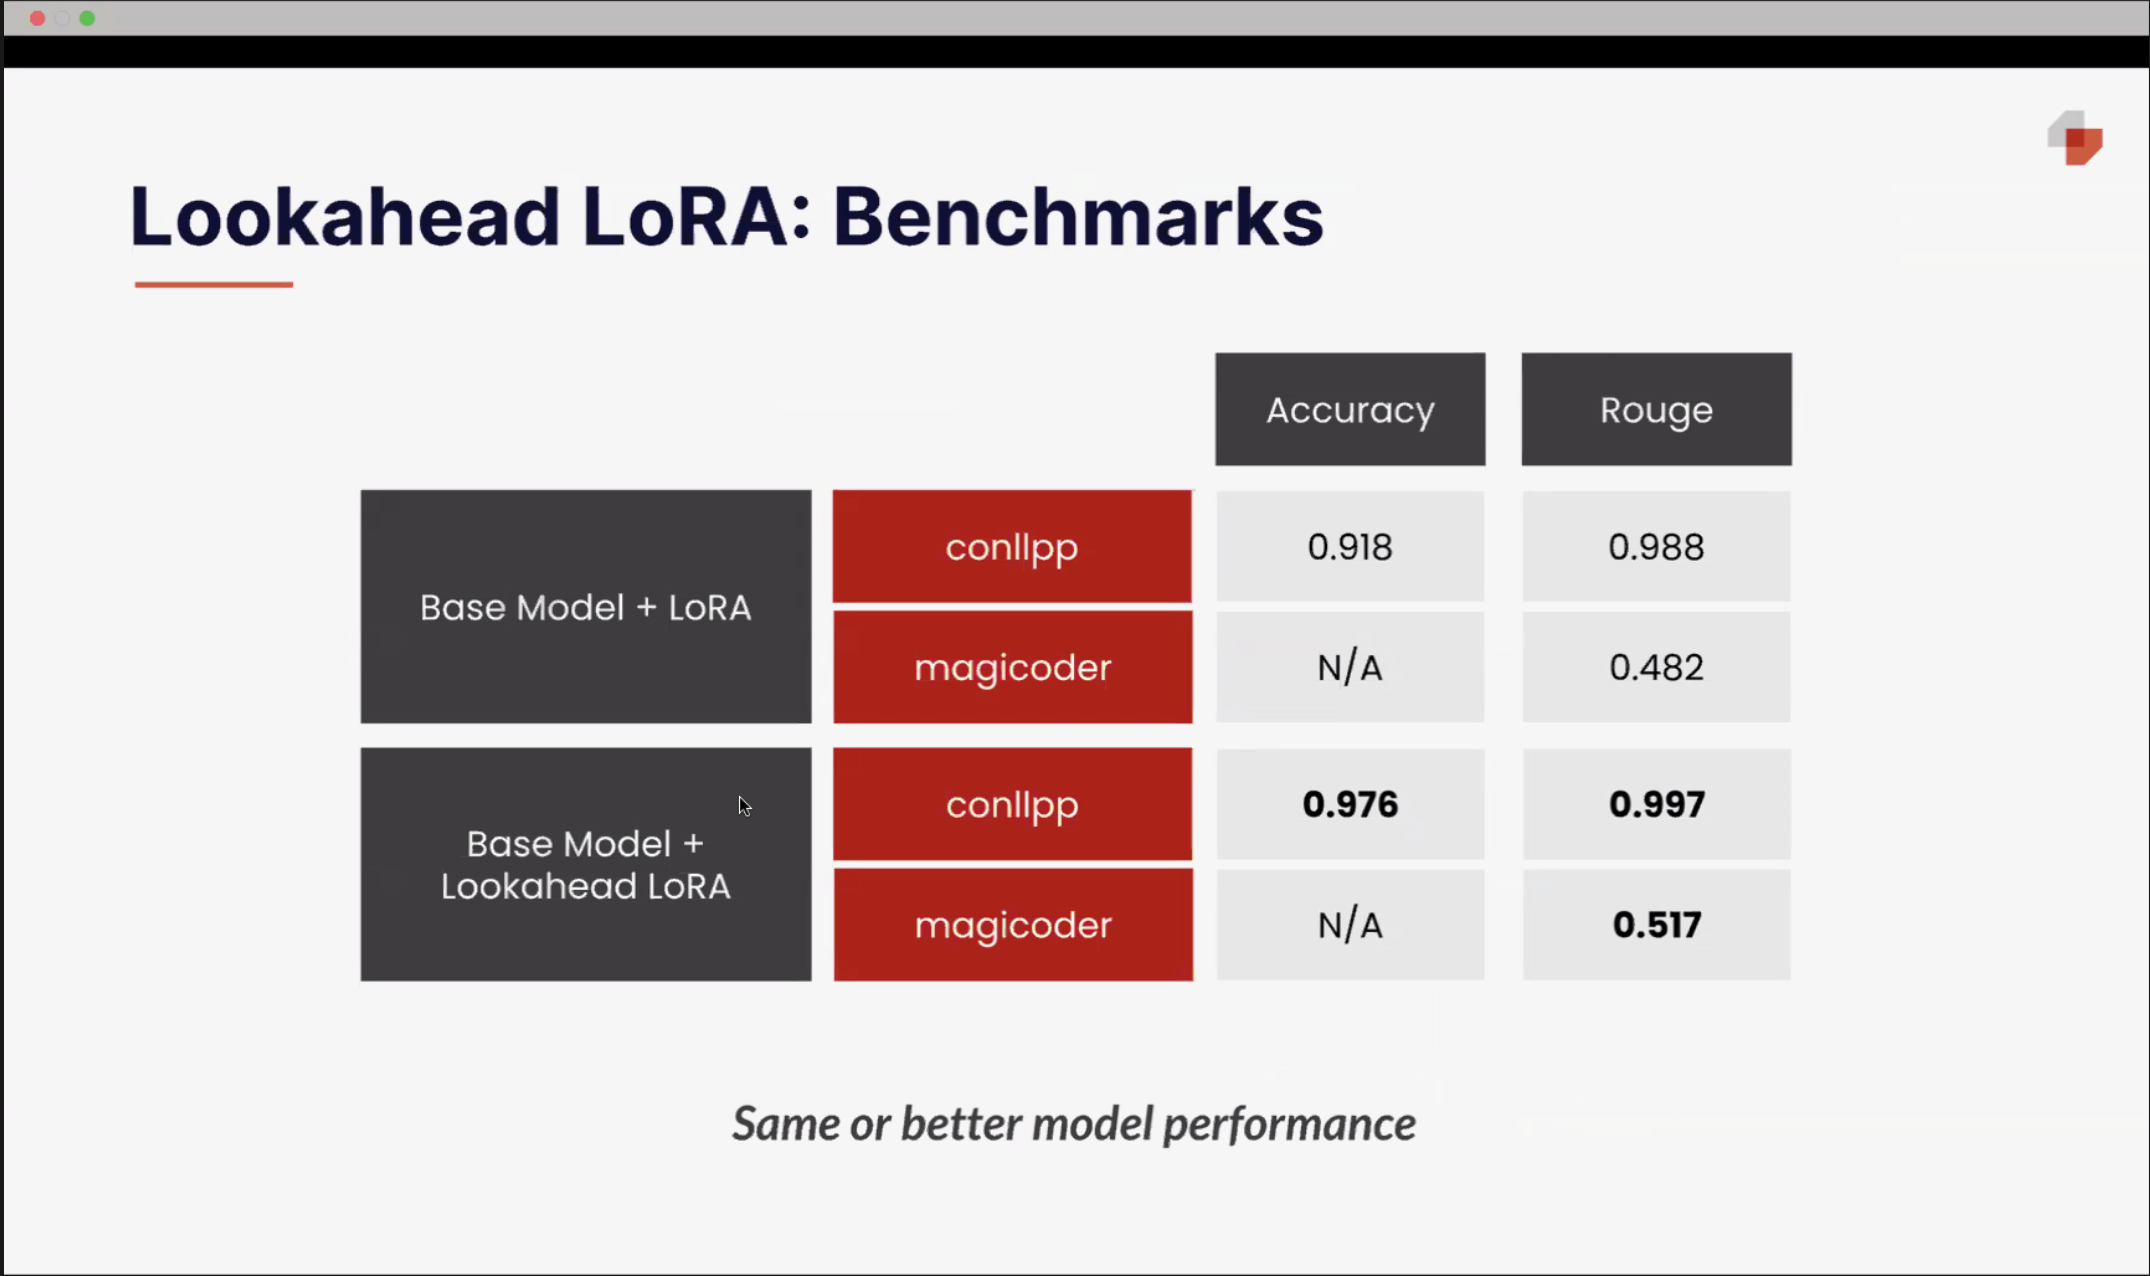 Lookahead LoRA: Benchmarks
Accuracy Rouge
Base Model + LoRA
conllpp 0.918 0.988
magicoder N/A 0.482
Base Model +
Lookahead LoRA
conllpp 0.976 0.997
magicoder N/A 0.517
Same or better model performance